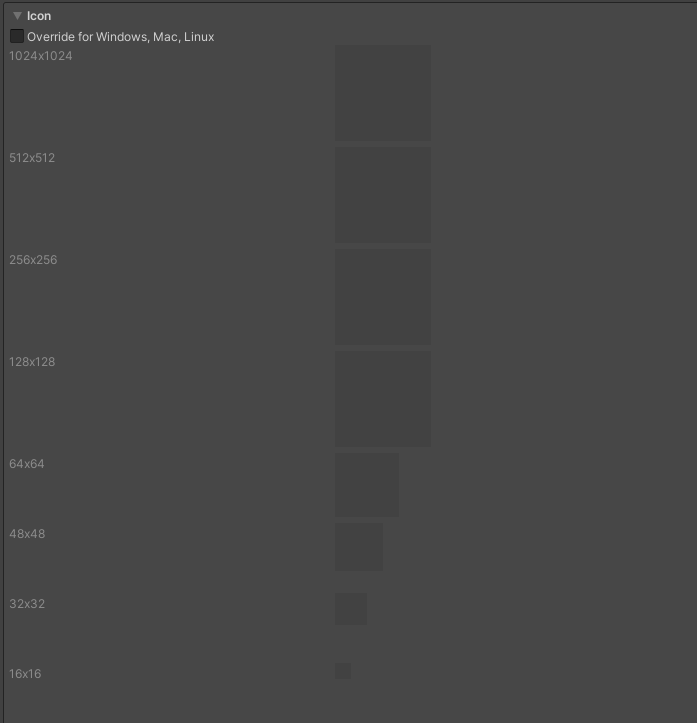 Icon
Override for Windows, Mac, Linux
1024x1024
512x512
256x256
128x128
64x64
48x48
32x32
16x16